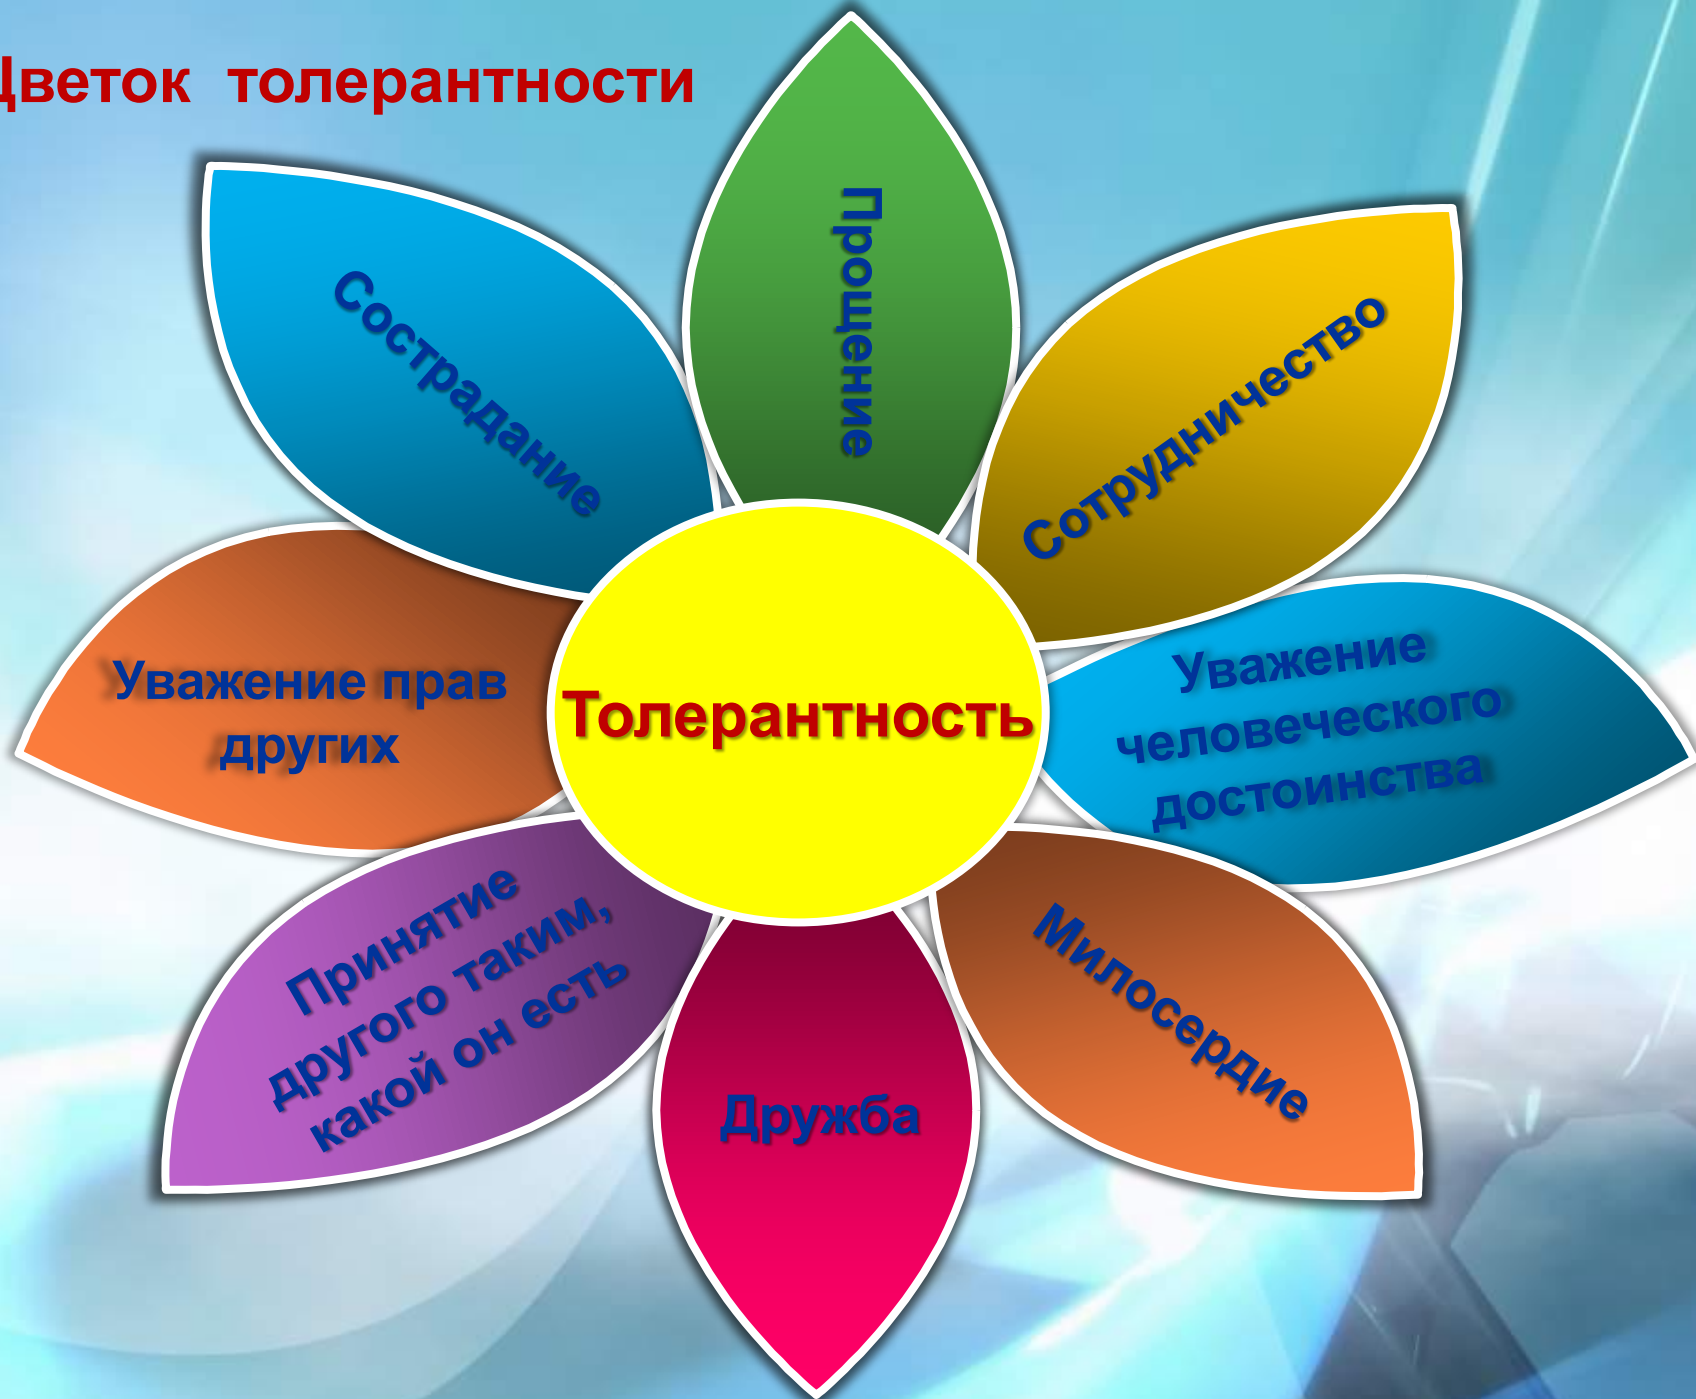 Цветок толерантности
Прощение
Сострадание
Сотрудничество
Уважение
человеческого
достоинства
Уважение прав
других
Толерантность
Принятие
другого таким,
какой он есть
Милосердие
Дружба